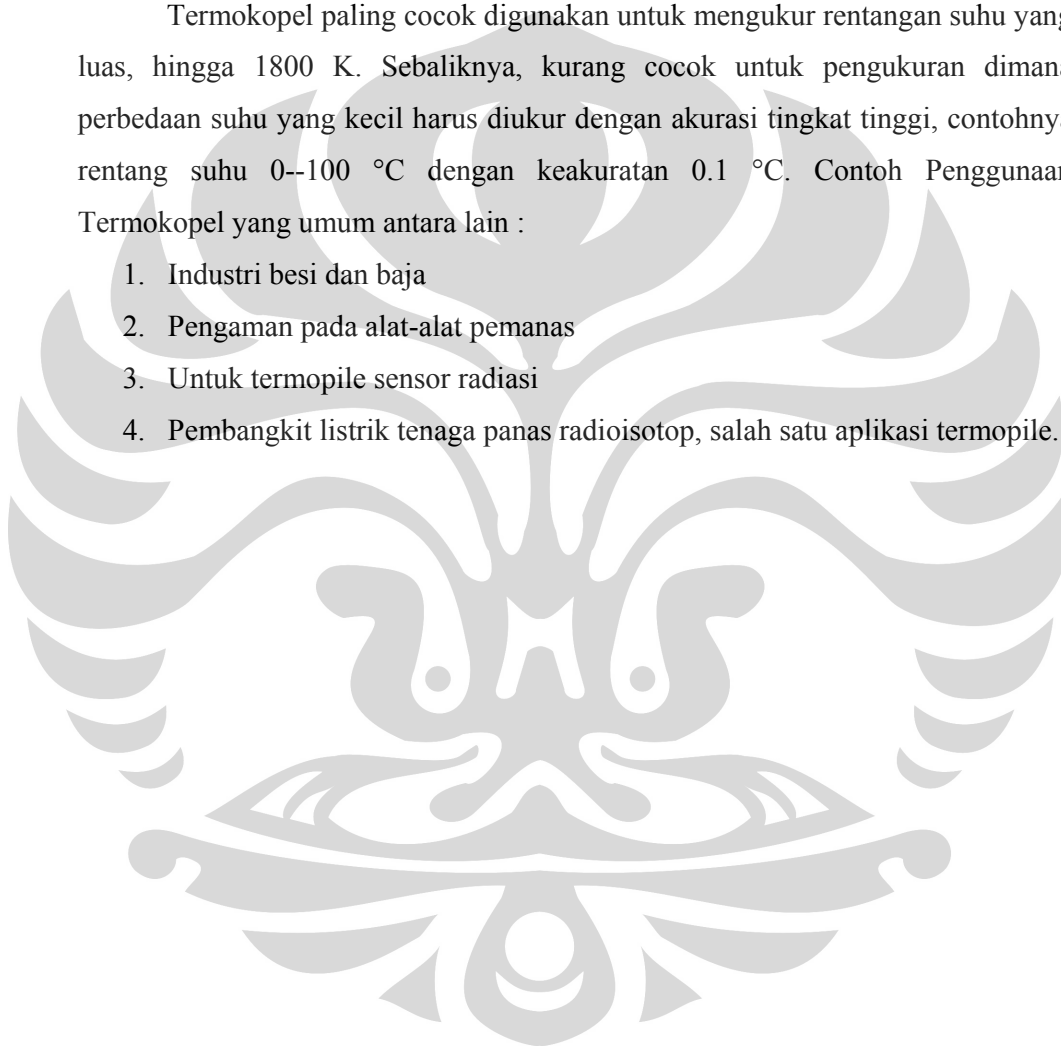 Termokopel paling cocok digunakan untuk mengukur rentangan suhu yang
luas, hingga 1800 K. Sebaliknya, kurang cocok untuk pengukuran dimana
perbedaan suhu yang kecil harus diukur dengan akurasi tingkat tinggi, contohnya
rentang suhu 0--100 °C dengan keakuratan 0.1 °C. Contoh Penggunaan
Termokopel yang umum antara lain :
1. Industri besi dan baja
2. Pengaman pada alat-alat pemanas
3. Untuk termopile sensor radiasi
4. Pembangkit listrik tenaga panas radioisotop, salah satu aplikasi termopile.